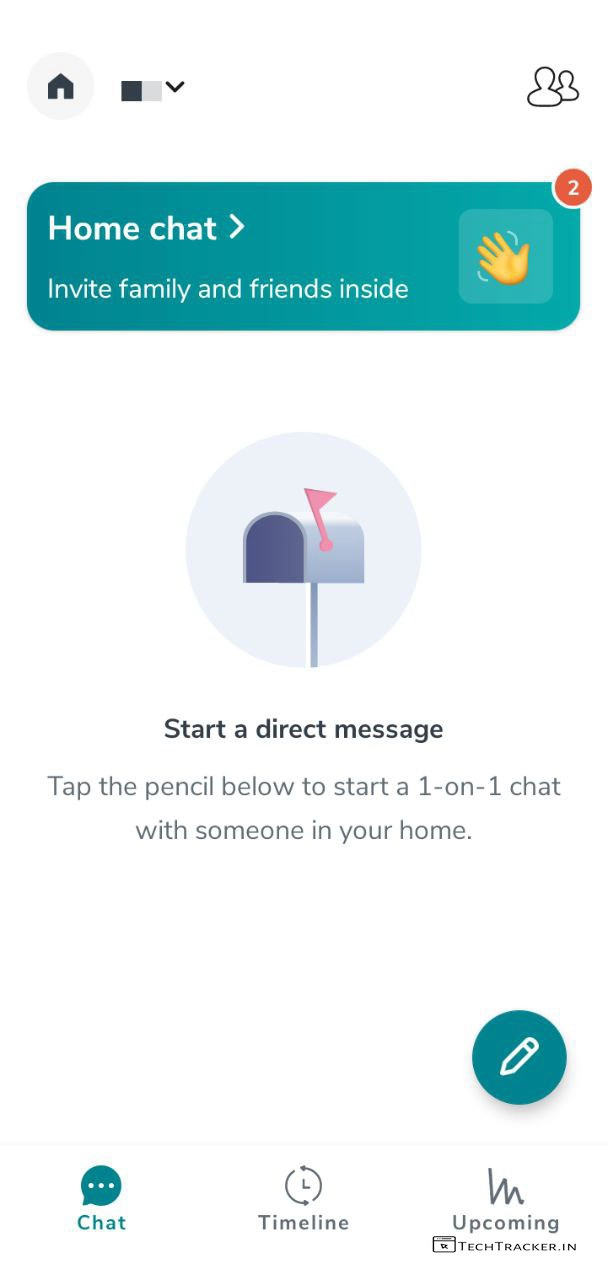 2
Home chat
Invite family and friends inside
Start a direct message
Tap the pencil below to start a 1-on-1 chat
with someone in your home.
Chat
Timeline
Upcoming
TECHTRACKER.IN